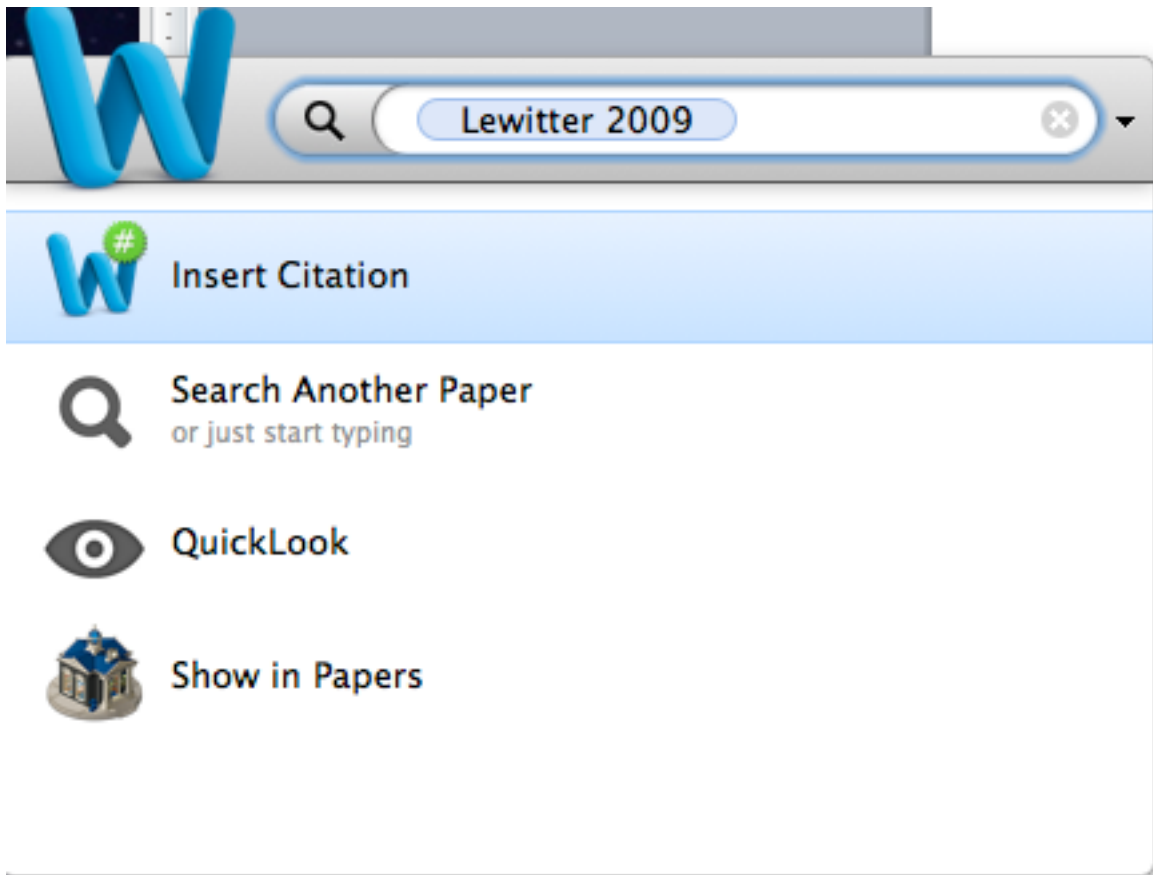 Lewitter 2009
Insert Citation
Search Another Paper
or just start typing
QuickLook
Show in Papers